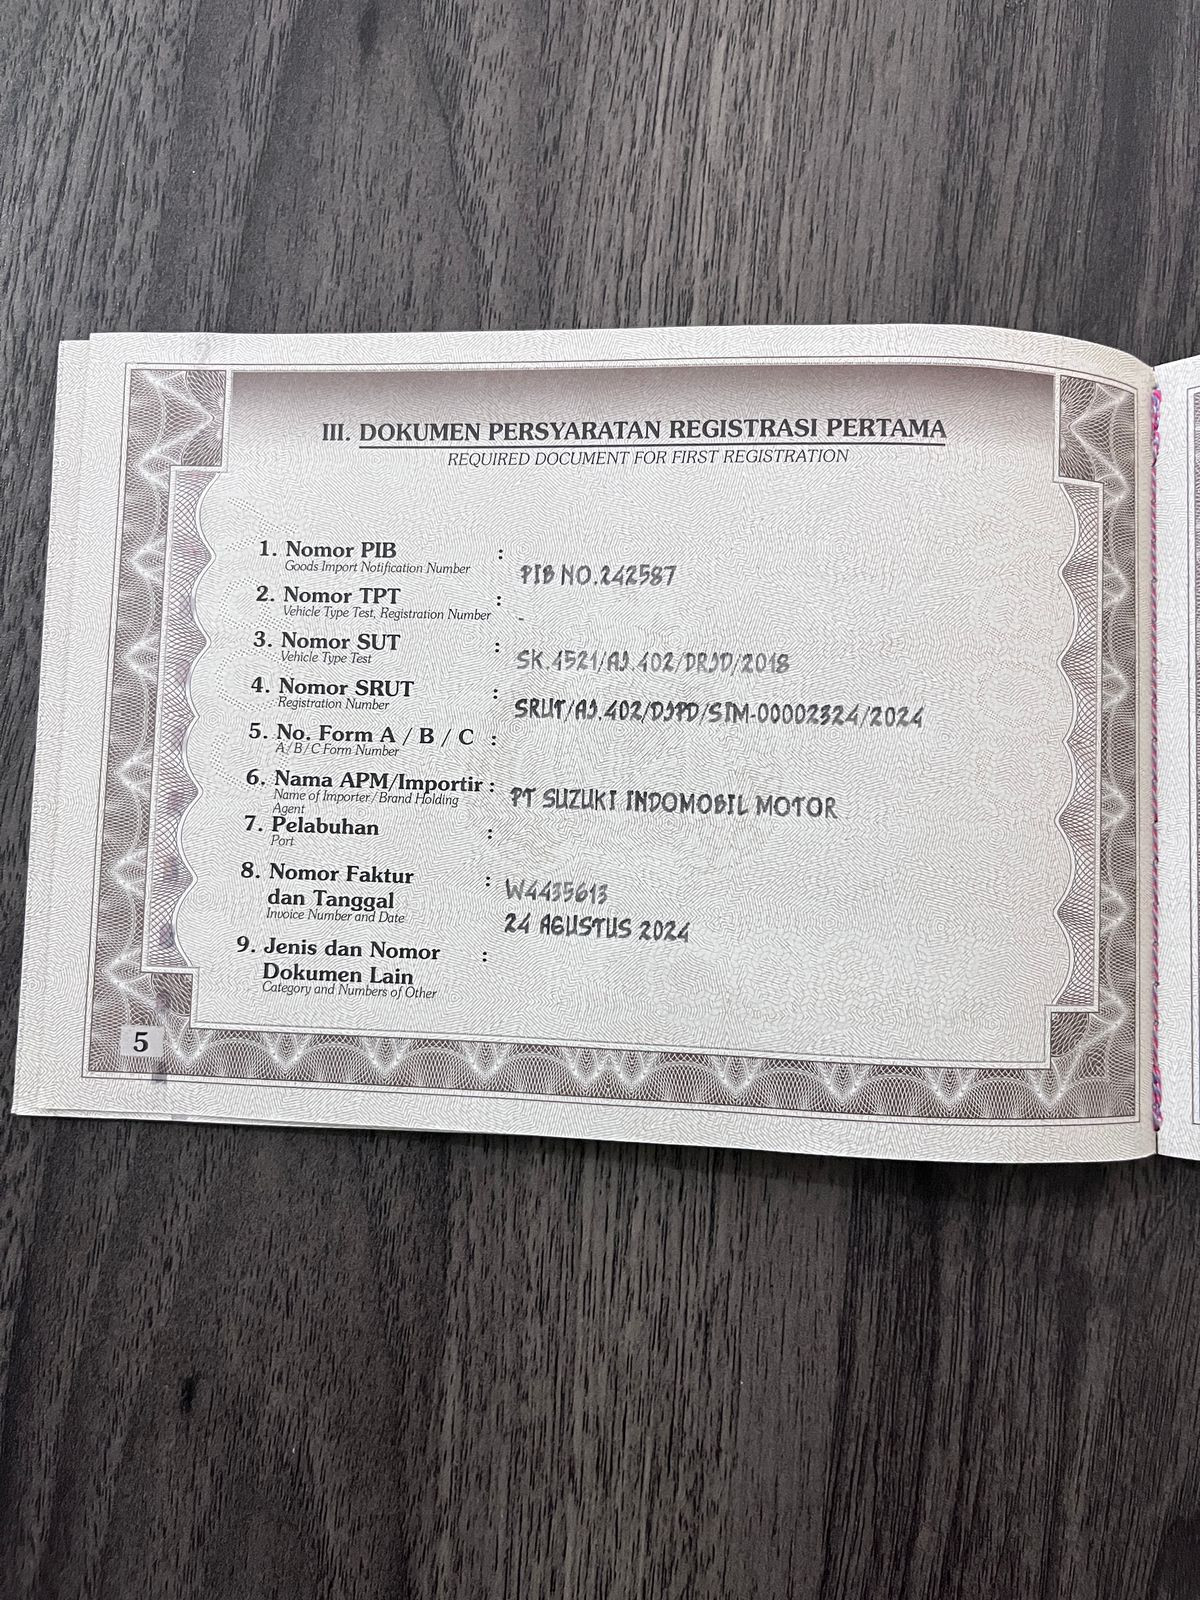 III. DOKUMEN PERSYARATAN REGISTRASI PERTAMA
REQUIRED DOCUMENT FOR FIRST REGISTRATION
1. Nomor PIB :
Goods Import Notification Number
PIB NO.242587
2. Nomor TPT :
Vehicle Type Test, Registration Number
-
3. Nomor SUT :
Vehicle Type Test
SK.4521/AJ.402/DRJD/2018
4. Nomor SRUT :
Registration Number
SRUT/AJ.402/DJPD/SIM-00002324/2024
5. No. Form A / B / C :
A / B / C Form Number
6. Nama APM/Importir :
Name of Importer / Brand Holding
Agent
PT SUZUKI INDOMOBIL MOTOR
7. Pelabuhan :
Port
8. Nomor Faktur :
dan Tanggal
Invoice Number and Date
W4435613
24 AGUSTUS 2024
9. Jenis dan Nomor :
Dokumen Lain
Category and Numbers of Other
5